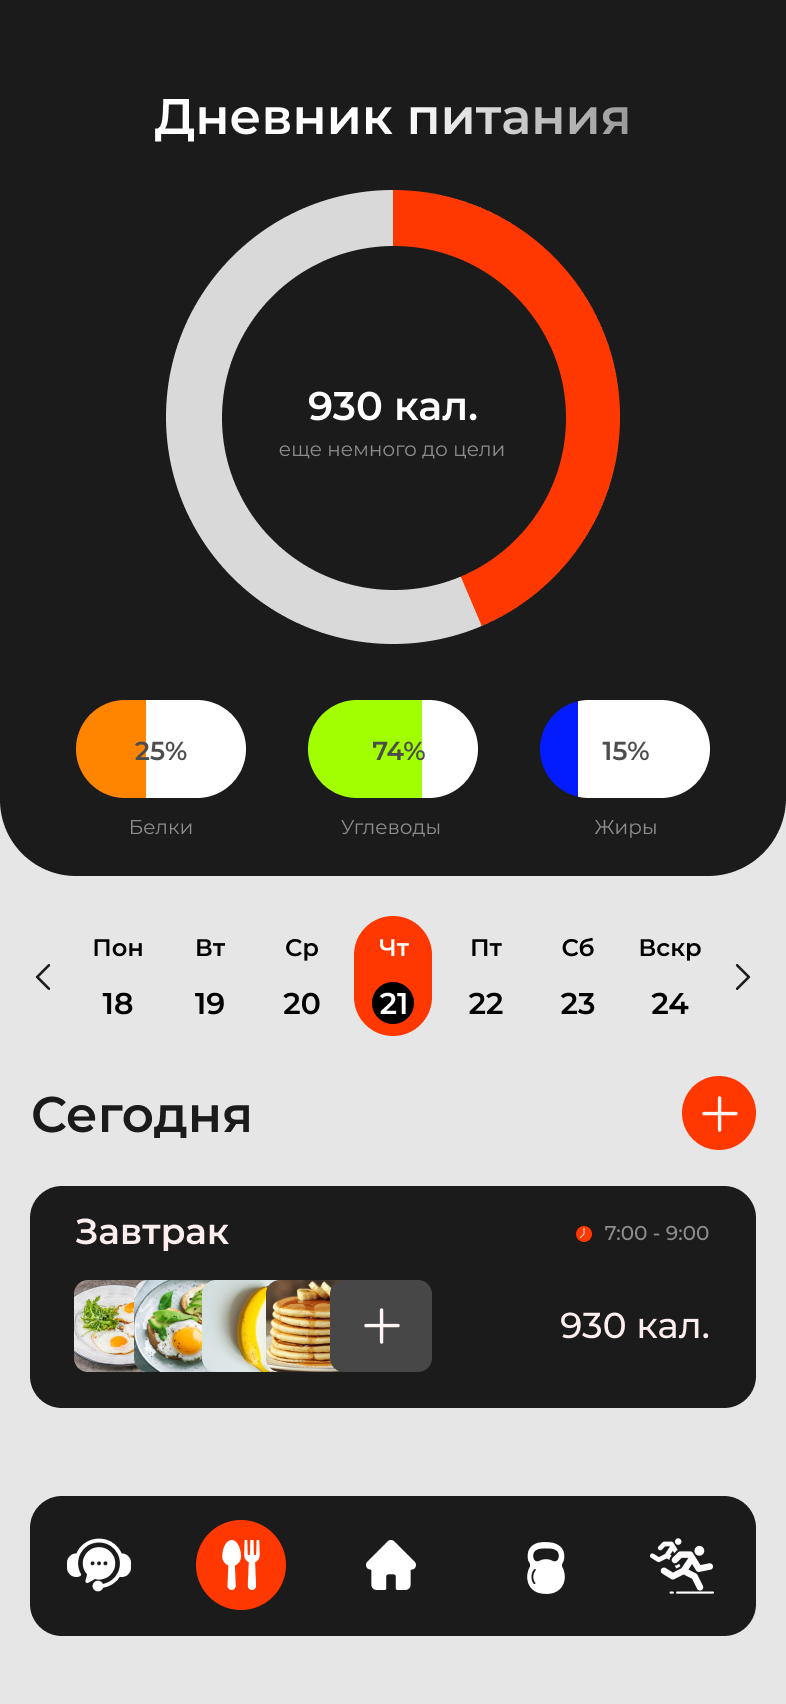 Дневник питания
930 кал.
еще немного до цели
25%
74%
15%
Белки
Углеводы
Жиры
Пон Вт Ср Чт Пт Сб Вскр
18 19 20 21 22 23 24
Сегодня
Завтрак
7:00 - 9:00
930 кал.